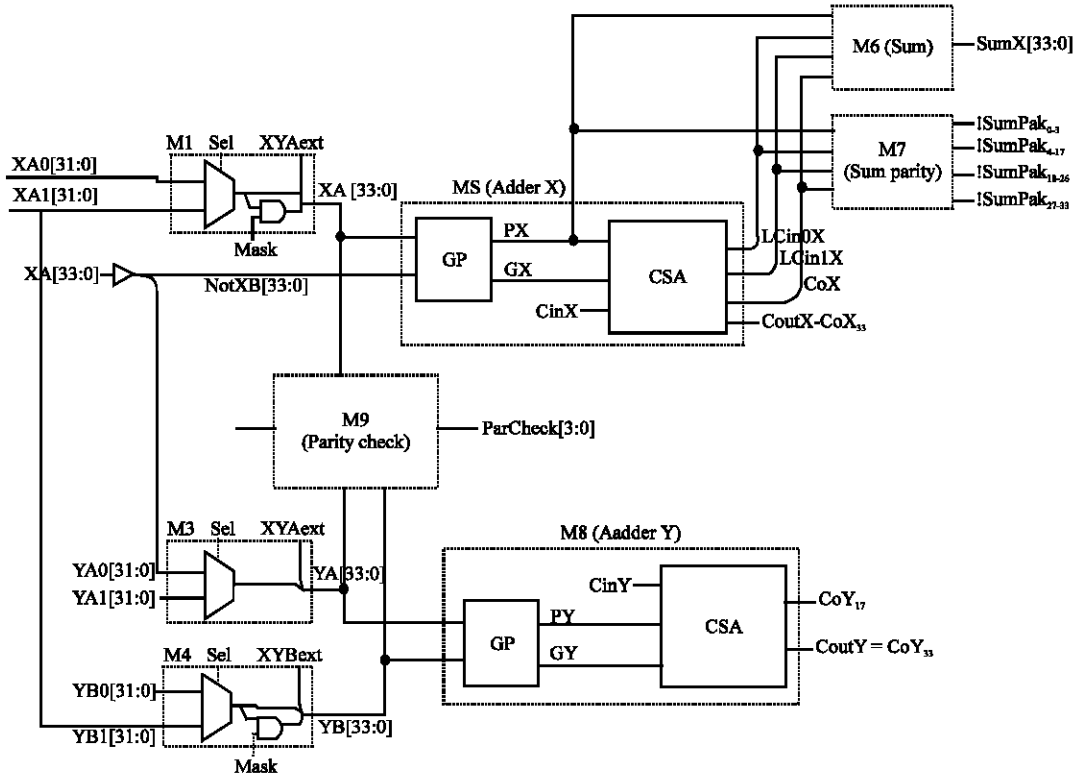 M6 (Sum)
SumX[33:0]
M1 Sel XYAext
XA0[31:0]
XA1[31:0]
XA [33:0]
Mask
MS (Adder X)
M7
(Sum parity)
!SumPak0-3
!SumPak4-17
!SumPak18-26
!SumPak27-33
GP
PX
GX
CSA
CinX
LCin0X
LCin1X
CoX
CoutX-CoX33
XA[33:0]
NotXB[33:0]
M9
(Parity check)
ParCheck[3:0]
M3 Sel XYAext
YA0[31:0]
YA1[31:0]
YA[33:0]
M8 (Aadder Y)
CinY
GP
PY
GY
CSA
CoY17
CoutY = CoY33
M4 Sel XYBext
YB0[31:0]
YB1[31:0]
YB[33:0]
Mask